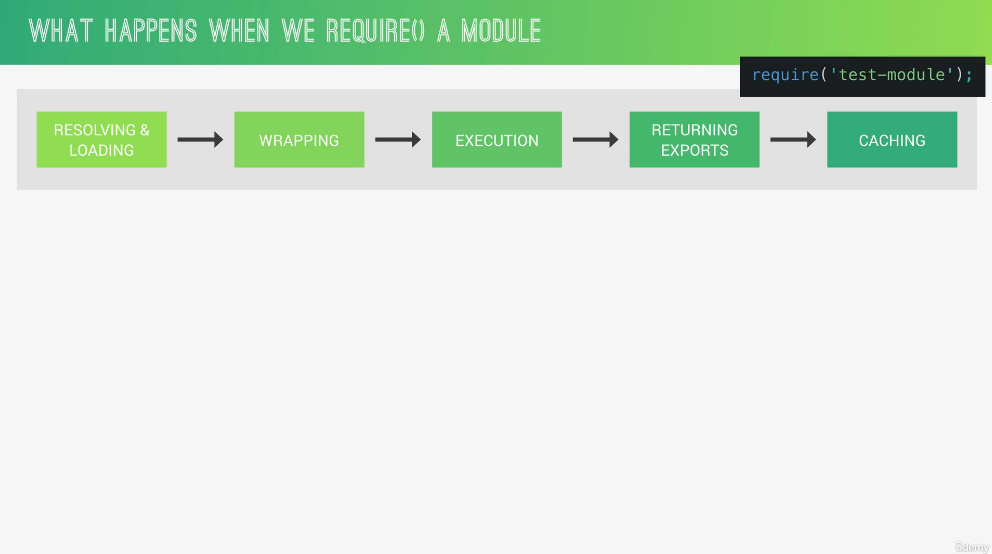 WHAT HAPPENS WHEN WE REQUIRE() A MODULE
require('test-module');
RESOLVING &
LOADING
WRAPPING
EXECUTION
RETURNING
EXPORTS
CACHING
Udemy